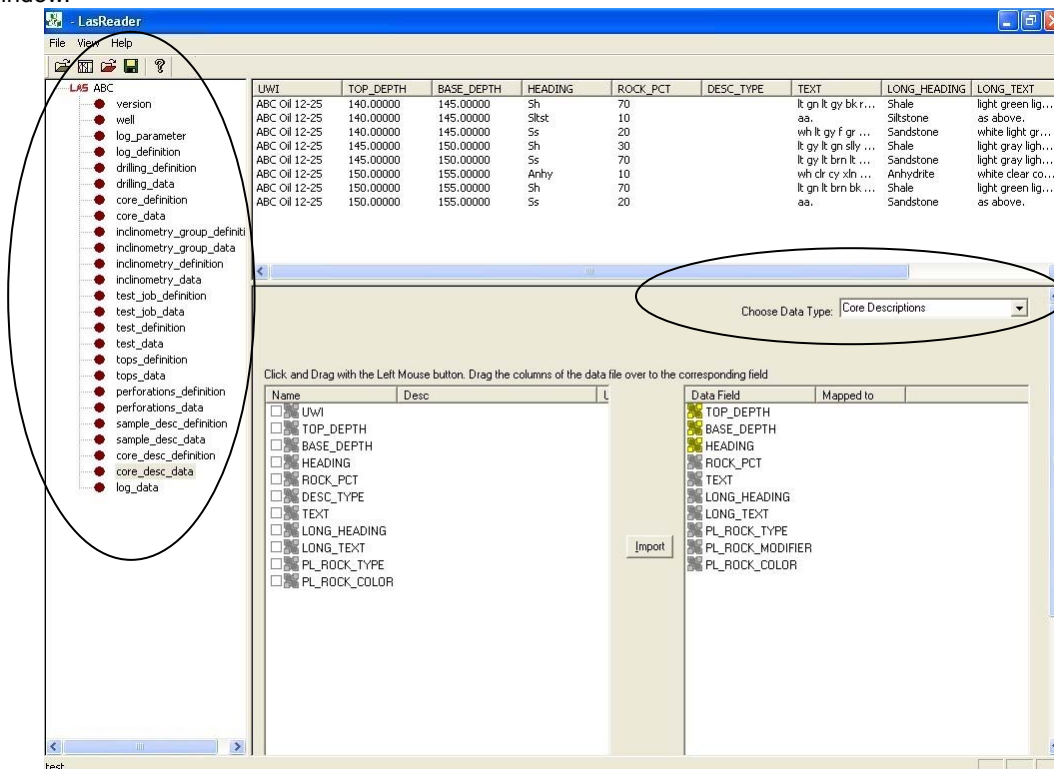 - LasReader
File View Help
LAS ABC
version
well
log_parameter
log_definition
drilling_definition
drilling_data
core_definition
core_data
inclinometry_group_definiti
inclinometry_group_data
inclinometry_definition
inclinometry_data
test_job_definition
test_job_data
test_definition
test_data
tops_definition
tops_data
perforations_definition
perforations_data
sample_desc_definition
sample_desc_data
core_desc_definition
core_desc_data
log_data
UWI TOP_DEPTH BASE_DEPTH HEADING ROCK_PCT DESC_TYPE TEXT LONG_HEADING LONG_TEXT
ABC Oil 12-25 140.00000 145.00000 Sh 70 lt gn lt gy bk r... Shale light green lig...
ABC Oil 12-25 140.00000 145.00000 Sltst 10 aa. Siltstone as above.
ABC Oil 12-25 140.00000 145.00000 Ss 20 wh lt gy f gr ... Sandstone white light gr...
ABC Oil 12-25 145.00000 150.00000 Sh 30 lt gy lt gn slly ... Shale light gray ligh...
ABC Oil 12-25 145.00000 150.00000 Ss 70 lt gy lt brn lt ... Sandstone light gray ligh...
ABC Oil 12-25 150.00000 155.00000 Anhy 10 wh clr cy xln ... Anhydrite white clear co...
ABC Oil 12-25 150.00000 155.00000 Sh 70 lt gn lt brn bk ... Shale light green lig...
ABC Oil 12-25 150.00000 155.00000 Ss 20 aa. Sandstone as above.
Choose Data Type: Core Descriptions
Click and Drag with the Left Mouse button. Drag the columns of the data file over to the corresponding field
Name Desc
UWI
TOP_DEPTH
BASE_DEPTH
HEADING
ROCK_PCT
DESC_TYPE
TEXT
LONG_HEADING
LONG_TEXT
PL_ROCK_TYPE
PL_ROCK_COLOR
Import
Data Field Mapped to
TOP_DEPTH
BASE_DEPTH
HEADING
ROCK_PCT
TEXT
LONG_HEADING
LONG_TEXT
PL_ROCK_TYPE
PL_ROCK_MODIFIER
PL_ROCK_COLOR